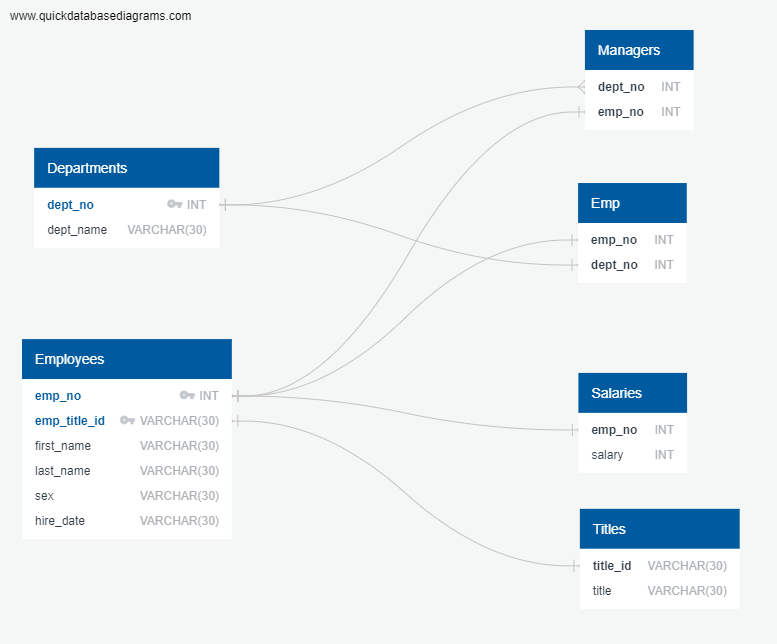 www.quickdatabasediagrams.com
Managers
dept_no INT
emp_no INT
Departments
dept_no INT
dept_name VARCHAR(30)
Emp
emp_no INT
dept_no INT
Employees
emp_no INT
emp_title_id VARCHAR(30)
first_name VARCHAR(30)
last_name VARCHAR(30)
sex VARCHAR(30)
hire_date VARCHAR(30)
Salaries
emp_no INT
salary INT
Titles
title_id VARCHAR(30)
title VARCHAR(30)